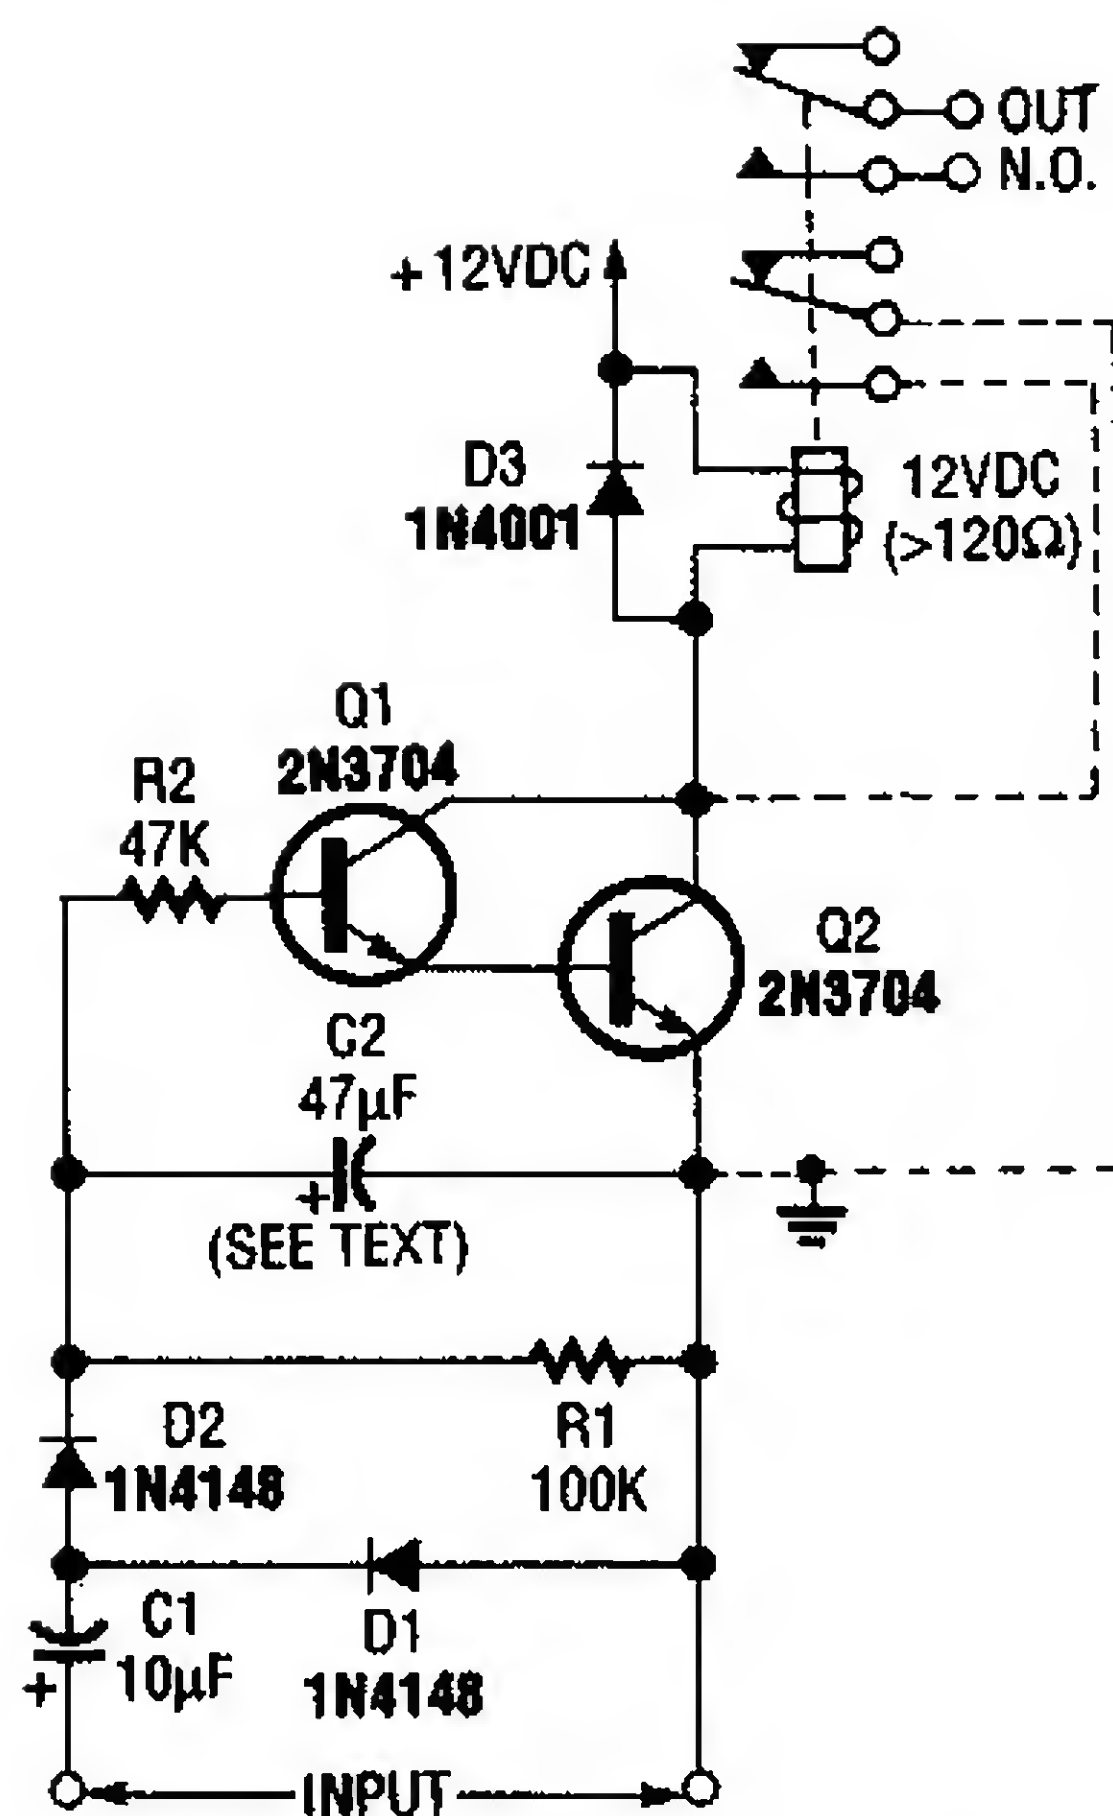 OUT
N.O.
+12VDC
D3
1N4001
12VDC
(>120Ω)
Q1
2N3704
R2
47K
Q2
2N3704
C2
47µF
+
(SEE TEXT)
D2
1N4148
R1
100K
C1
10µF
+
D1
1N4148
INPUT